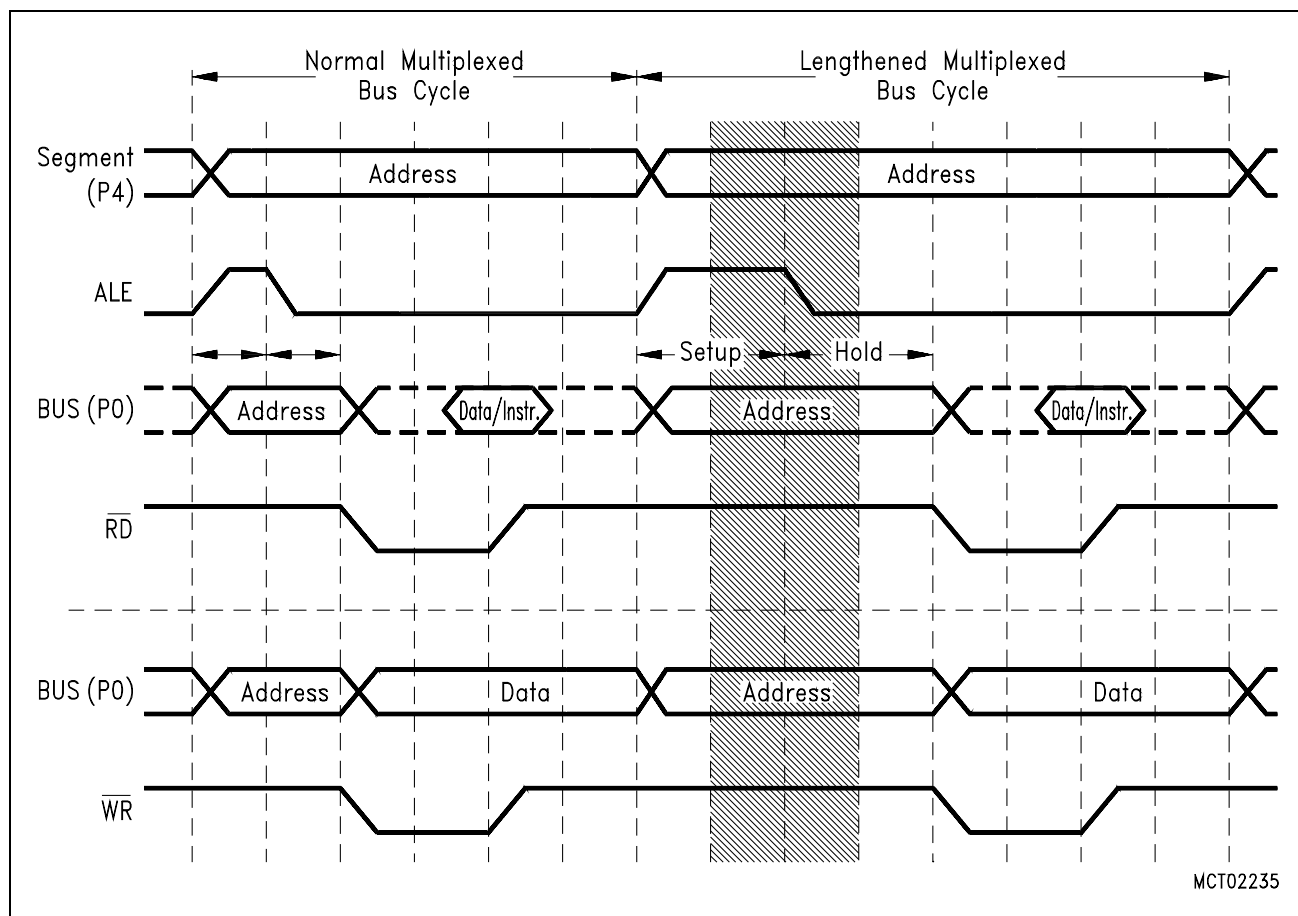 Normal Multiplexed
Bus Cycle
Lengthened Multiplexed
Bus Cycle
Segment
(P4)
Address
Address
ALE
Setup
Hold
BUS (P0)
Address
Data/Instr.
Address
Data/Instr.
RD
BUS (P0)
Address
Data
Address
Data
WR
MCT02235